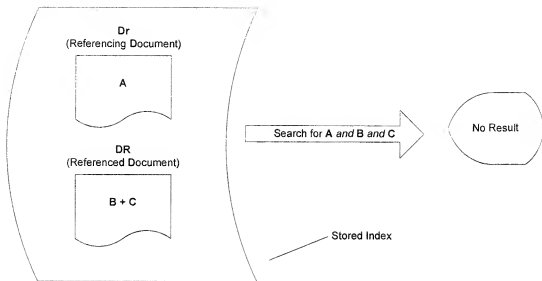 Dr
(Referencing Document)
A
DR
(Referenced Document)
B + C
Search for A and B and C
No Result
Stored Index